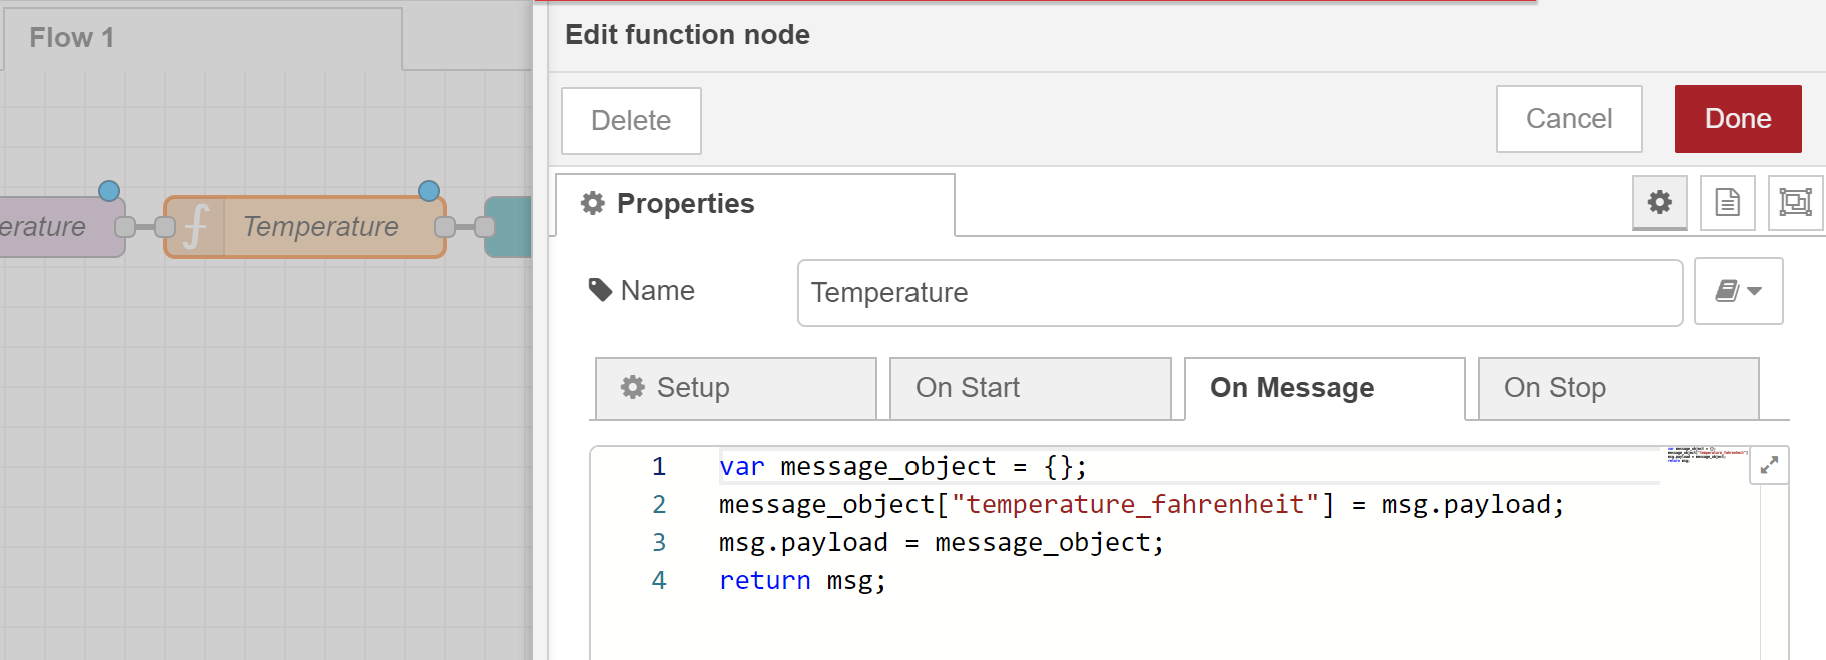 Flow 1
erature
Temperature
Edit function node
Delete
Cancel
Done
Properties
Name
Temperature
Setup
On Start
On Message
On Stop
1 var message_object = {};
2 message_object["temperature_fahrenheit"] = msg.payload;
3 msg.payload = message_object;
4 return msg;